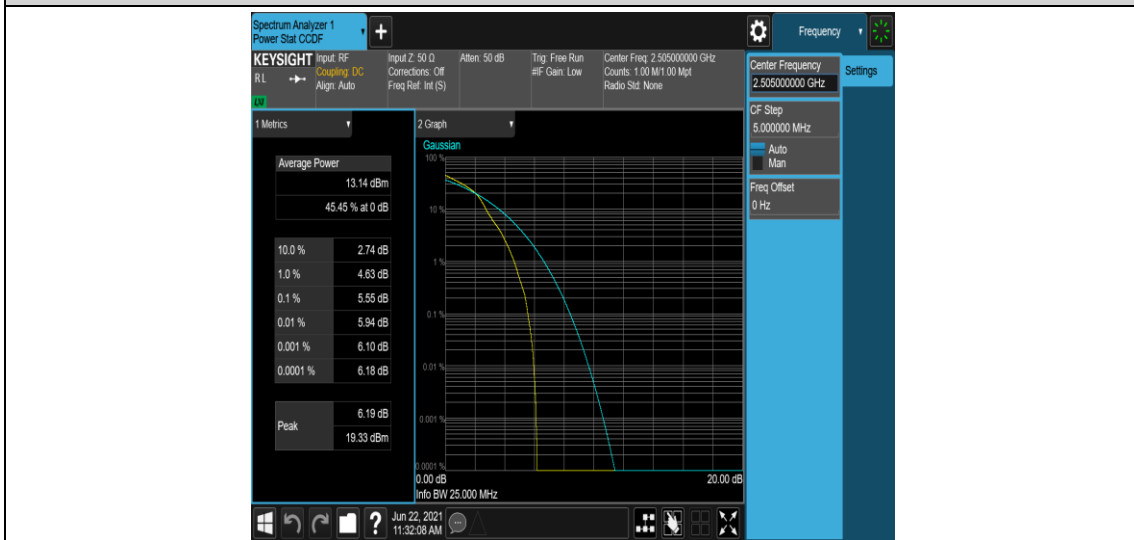 Spectrum Analyzer 1
Power Stat CCDF
+
Frequency
KEYSIGHT
RL
LXI
Input: RF
Coupling: DC
Align: Auto
Input Z: 50 Ω
Corrections: Off
Freq Ref: Int (S)
Atten: 50 dB
Trig: Free Run
#IF Gain: Low
Center Freq: 2.505000000 GHz
Counts: 1.00 M/1.00 Mpt
Radio Std: None
Center Frequency
2.505000000 GHz
Settings
CF Step
5.000000 MHz
Auto
Man
Freq Offset
0 Hz
1 Metrics
Average Power
13.14 dBm
45.45 % at 0 dB
10.0 % 2.74 dB
1.0 % 4.63 dB
0.1 % 5.55 dB
0.01 % 5.94 dB
0.001 % 6.10 dB
0.0001 % 6.18 dB
Peak
6.19 dB
19.33 dBm
2 Graph
Gaussian
100 %
10 %
1 %
0.1 %
0.01 %
0.001 %
0.0001 %
0.00 dB 20.00 dB
Info BW 25.000 MHz
?
Jun 22, 2021
11:32:08 AM